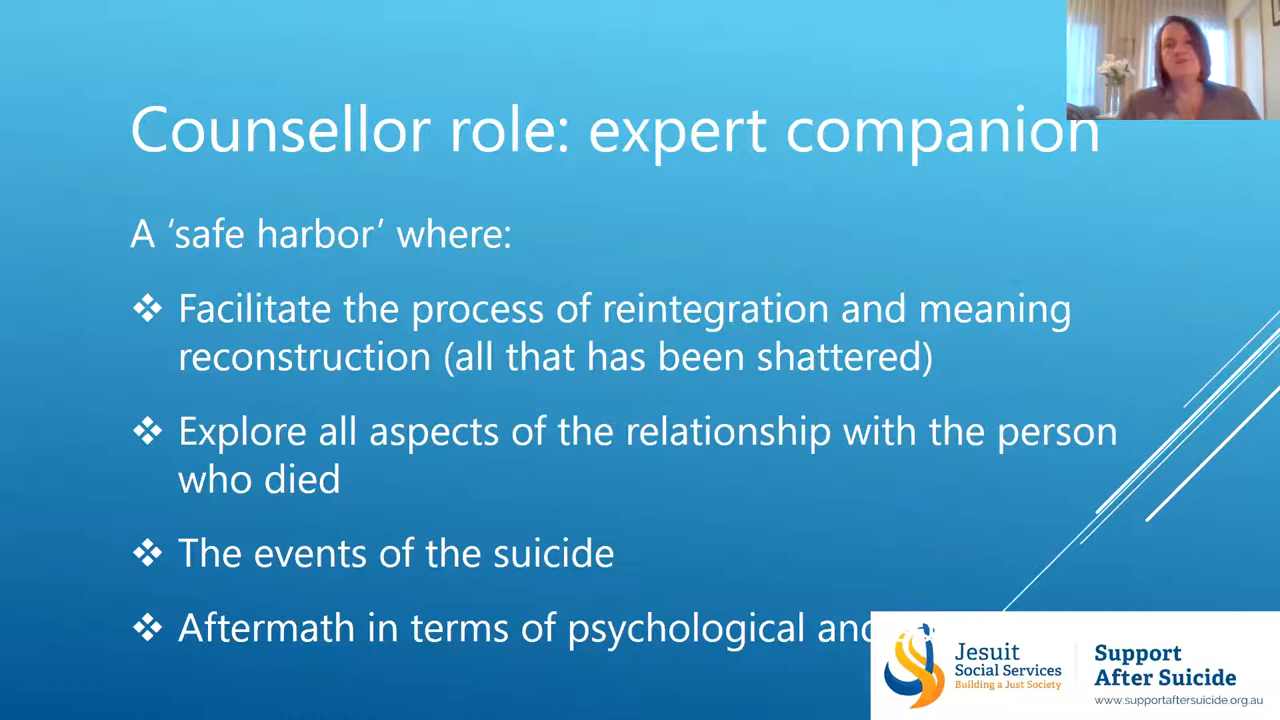 Counsellor role: expert companion
A ‘safe harbor’ where:
❖ Facilitate the process of reintegration and meaning
reconstruction (all that has been shattered)
❖ Explore all aspects of the relationship with the person
who died
❖ The events of the suicide
❖ Aftermath in terms of psychological and
Jesuit
Social Services
Building a Just Society
Support
After Suicide
www.supportaftersuicide.org.au